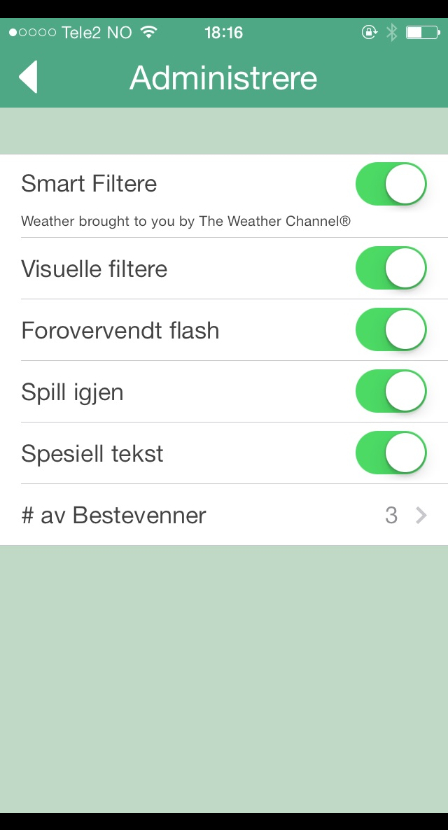 Tele2 NO 18:16
Administrere
Smart Filtere
Weather brought to you by The Weather Channel®
Visuelle filtere
Forovervendt flash
Spill igjen
Spesiell tekst
# av Bestevenner 3